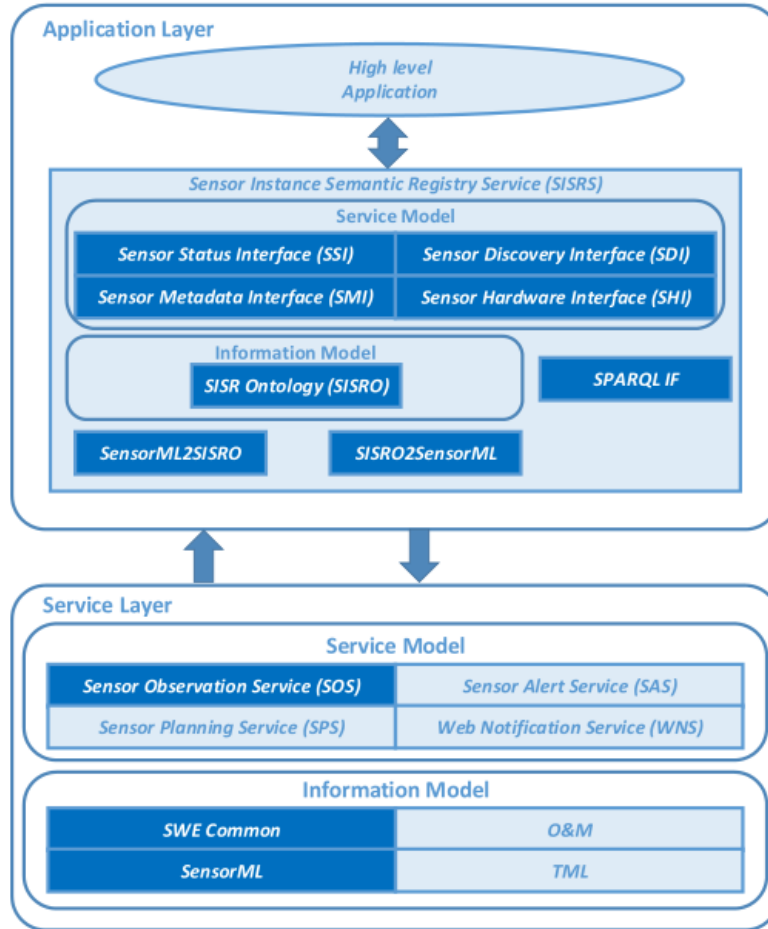 Application Layer
High level
Application
Sensor Instance Semantic Registry Service (SISRS)
Service Model
Sensor Status Interface (SSI)
Sensor Discovery Interface (SDI)
Sensor Metadata Interface (SMI)
Sensor Hardware Interface (SHI)
Information Model
SISR Ontology (SISRO)
SPARQL IF
SensorML2SISRO
SISRO2SensorML
Service Layer
Service Model
Sensor Observation Service (SOS)
Sensor Alert Service (SAS)
Sensor Planning Service (SPS)
Web Notification Service (WNS)
Information Model
SWE Common
O&M
SensorML
TML